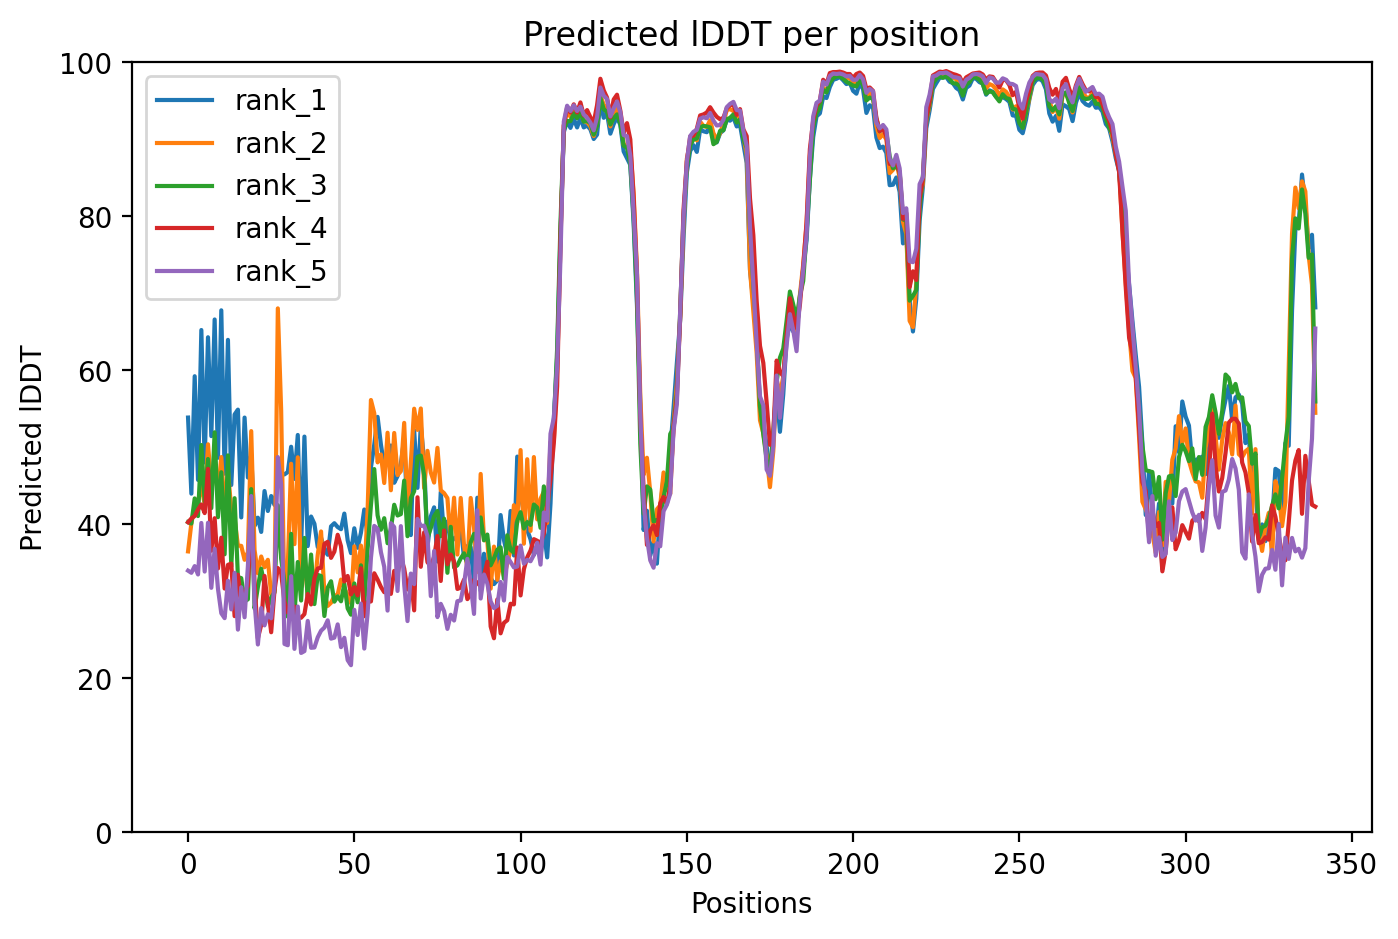 Predicted lDDT per position
100
80
60
40
20
0
Predicted lDDT
rank_1
rank_2
rank_3
rank_4
rank_5
0 50 100 150 200 250 300 350
Positions